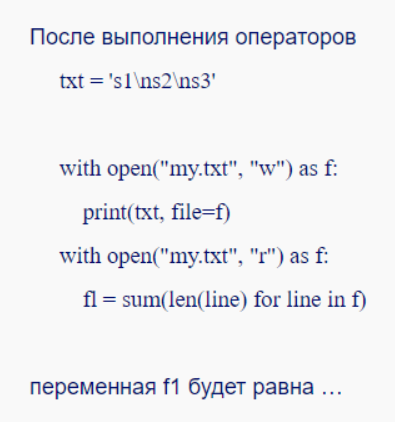 После выполнения операторов
txt = 's1\ns2\ns3'
with open("my.txt", "w") as f:
print(txt, file=f)
with open("my.txt", "r") as f:
fl = sum(len(line) for line in f)
переменная f1 будет равна …